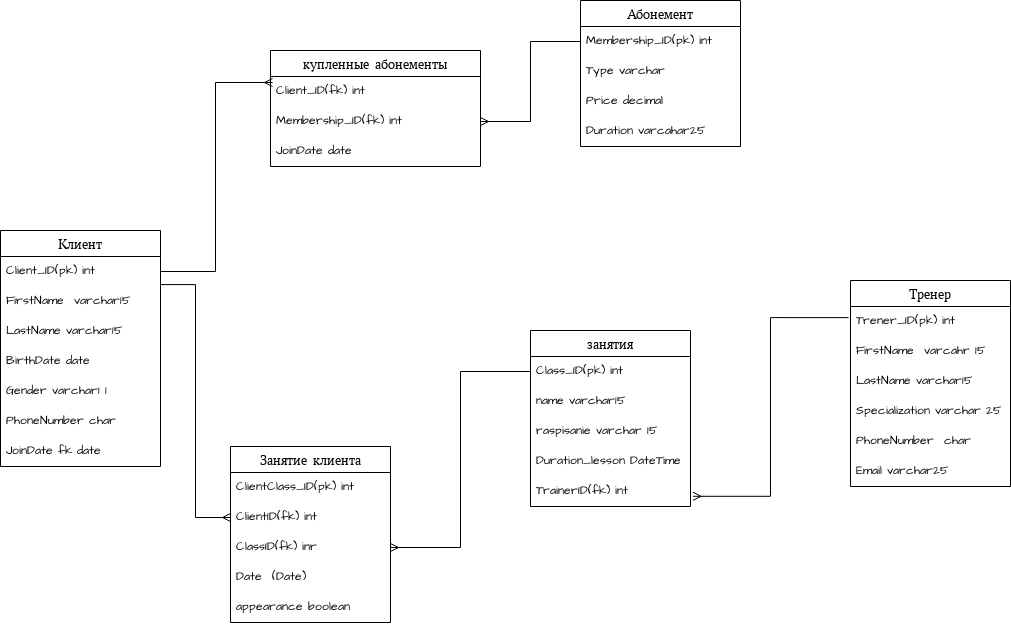 Абонемент
Membership_ID(pk) int
Type varchar
Price decimal
Duration varcahar25
купленные абонементы
Client_ID(fk) int
Membership_ID(fk) int
JoinDate date
Клиент
Client_ID(pk) int
FirstName varchar15
LastName varchar15
BirthDate date
Gender varchar1 1
PhoneNumber char
JoinDate fk date
Тренер
Trener_ID(pk) int
FirstName varcahr 15
LastName varchar15
Specialization varchar 25
PhoneNumber char
Email varchar25
занятия
Class_ID(pk) int
name varchar15
raspisanie varchar 15
Duration_lesson DateTime
TrainerID(fk) int
Занятие клиента
ClientClass_ID(pk) int
ClientID(fk) int
ClassID(fk) inr
Date (Date)
appearance boolean